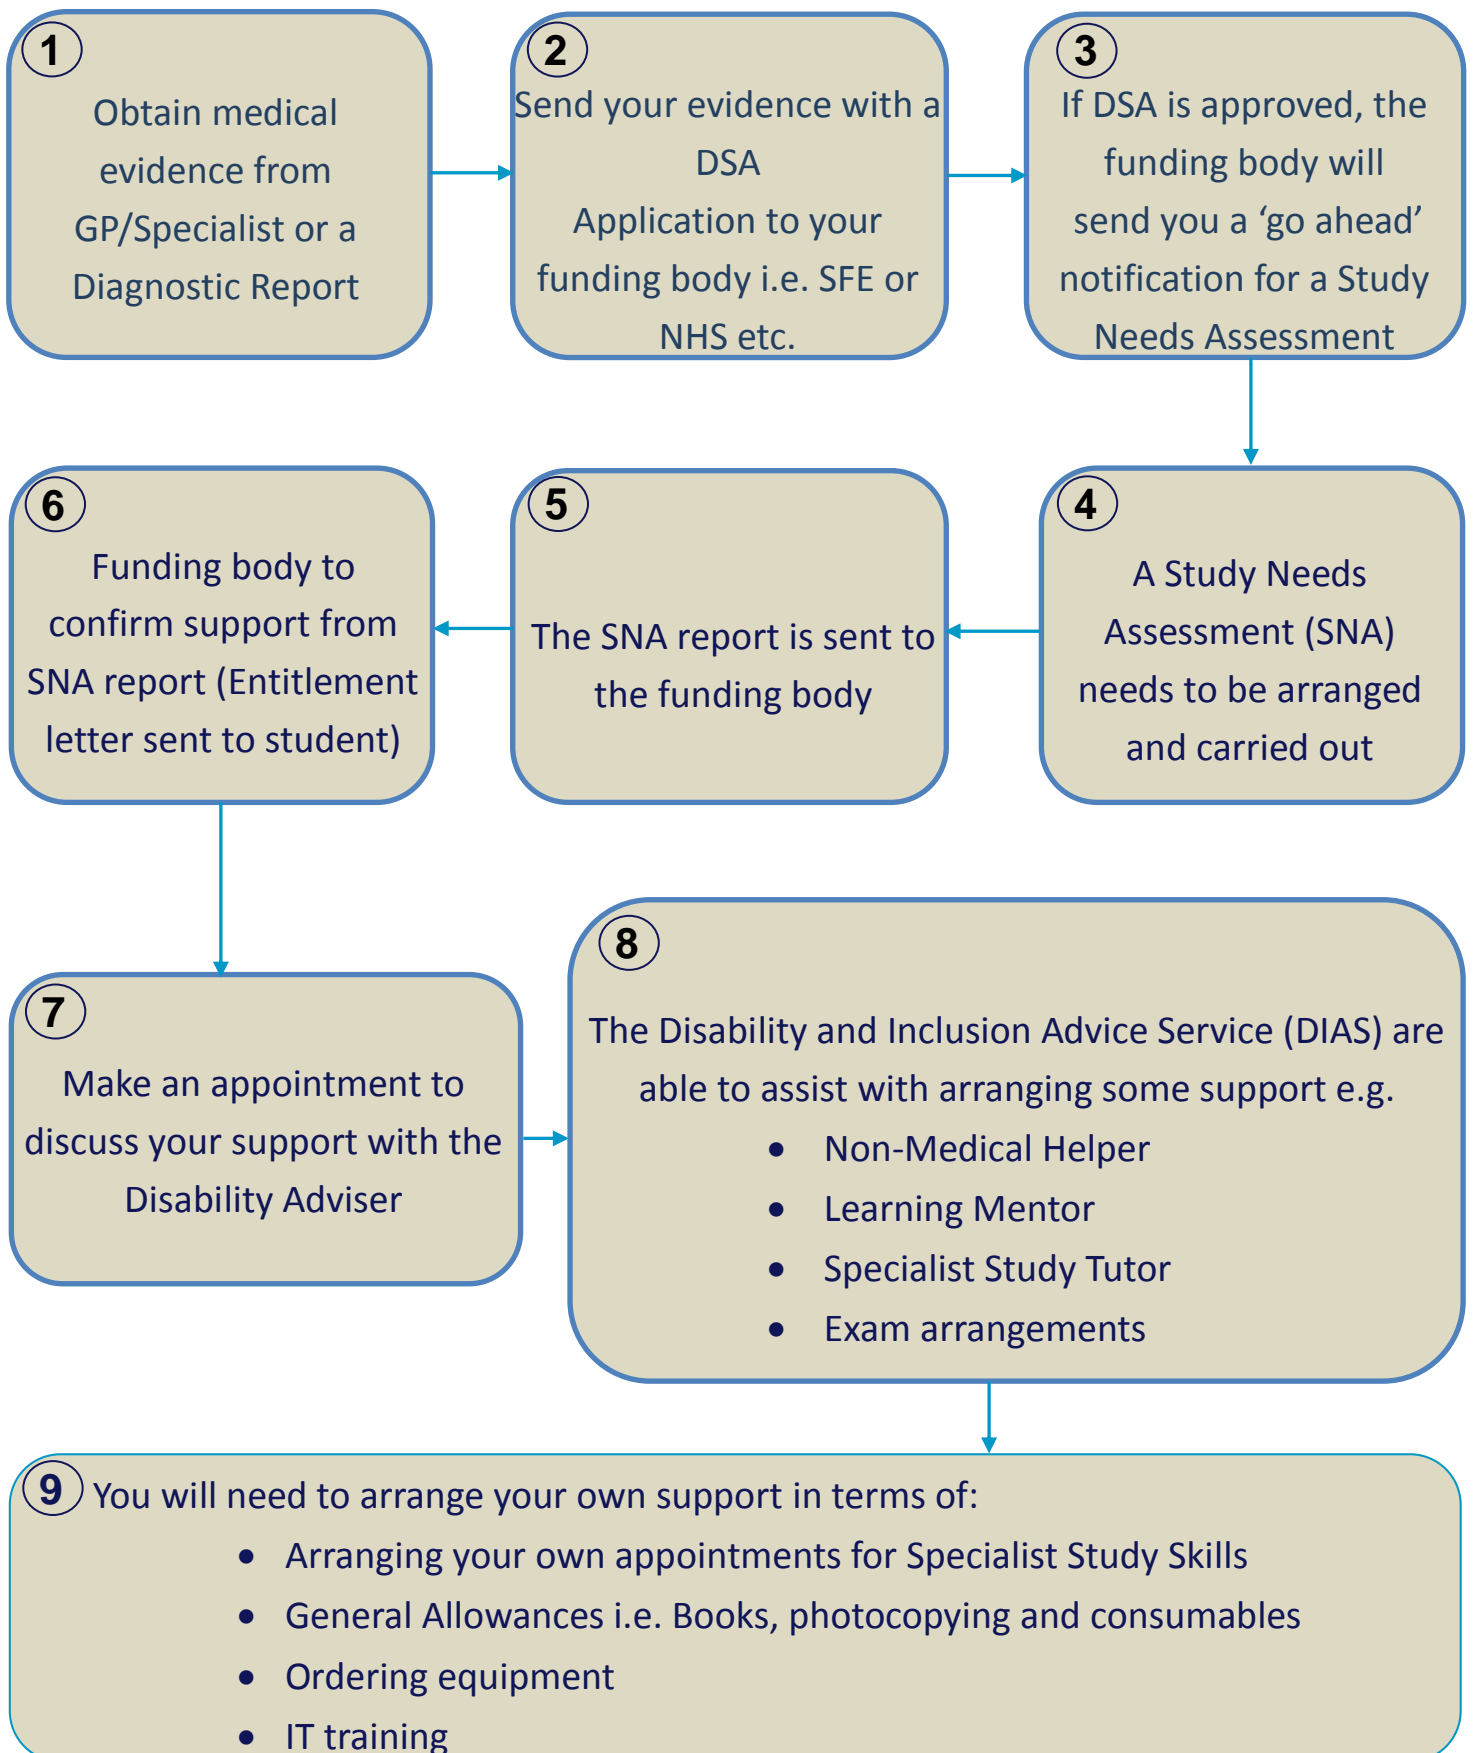 1
Obtain medical
evidence from
GP/Specialist or a
Diagnostic Report
2
Send your evidence with a
DSA
Application to your
funding body i.e. SFE or
NHS etc.
3
If DSA is approved, the
funding body will
send you a ‘go ahead’
notification for a Study
Needs Assessment
4
A Study Needs
Assessment (SNA)
needs to be arranged
and carried out
5
The SNA report is sent to
the funding body
6
Funding body to
confirm support from
SNA report (Entitlement
letter sent to student)
7
Make an appointment to
discuss your support with the
Disability Adviser
8
The Disability and Inclusion Advice Service (DIAS) are
able to assist with arranging some support e.g.
• Non-Medical Helper
• Learning Mentor
• Specialist Study Tutor
• Exam arrangements
9 You will need to arrange your own support in terms of:
• Arranging your own appointments for Specialist Study Skills
• General Allowances i.e. Books, photocopying and consumables
• Ordering equipment
• IT training